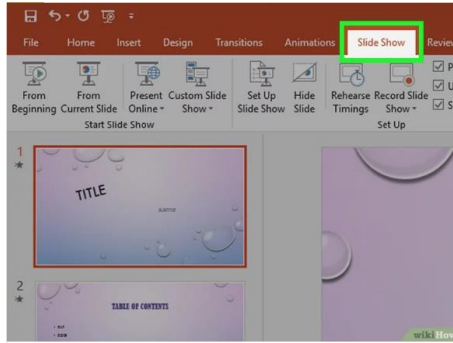 File Home Insert Design Transitions Animations Slide Show Review
From Beginning
From Current Slide
Present Online
Custom Slide Show
Set Up Slide Show
Hide Slide
Rehearse Timings
Record Slide Show
P
U
S
Start Slide Show
Set Up
1
TITLE
SUBTITLE
2
TABLE OF CONTENTS
wikiHow